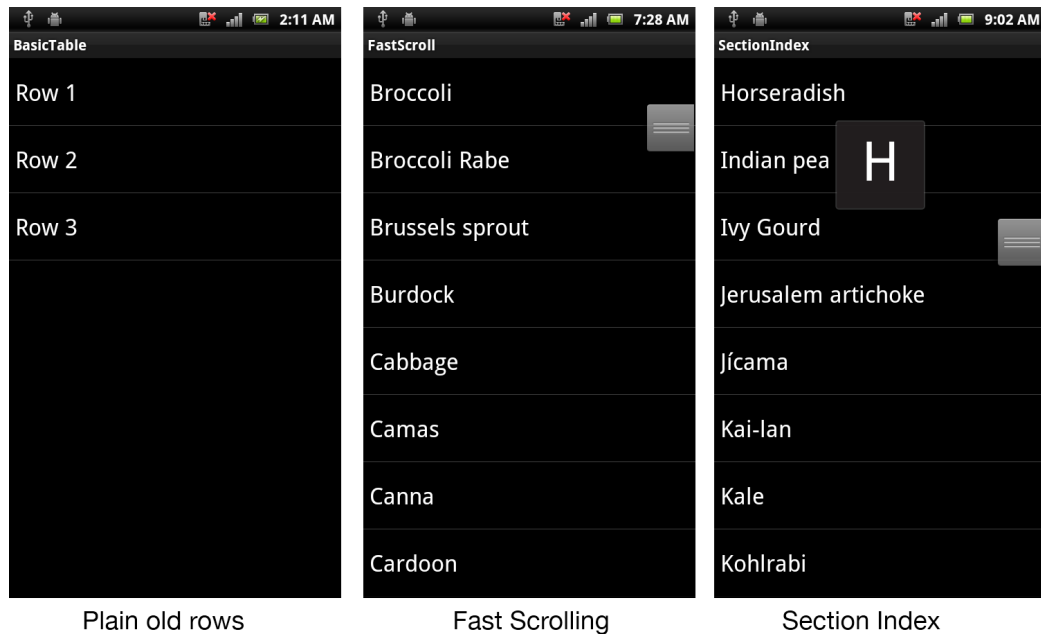 2:11 AM
BasicTable
Row 1
Row 2
Row 3
Plain old rows
7:28 AM
FastScroll
Broccoli
Broccoli Rabe
Brussels sprout
Burdock
Cabbage
Camas
Canna
Cardoon
Fast Scrolling
9:02 AM
SectionIndex
Horseradish
Indian pea
H
Ivy Gourd
Jerusalem artichoke
Jícama
Kai-lan
Kale
Kohlrabi
Section Index